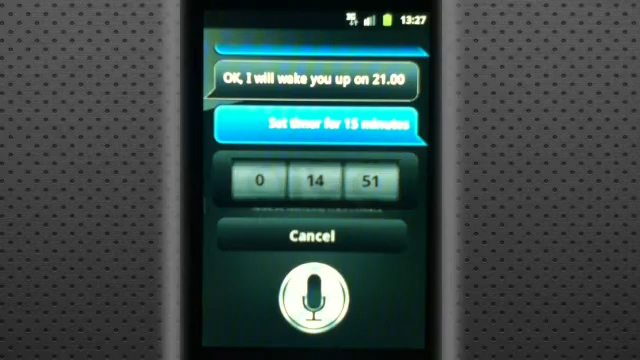 3G 13:27
OK, I will wake you up on 21.00
Set timer for 15 minutes
0 14 51
Cancel